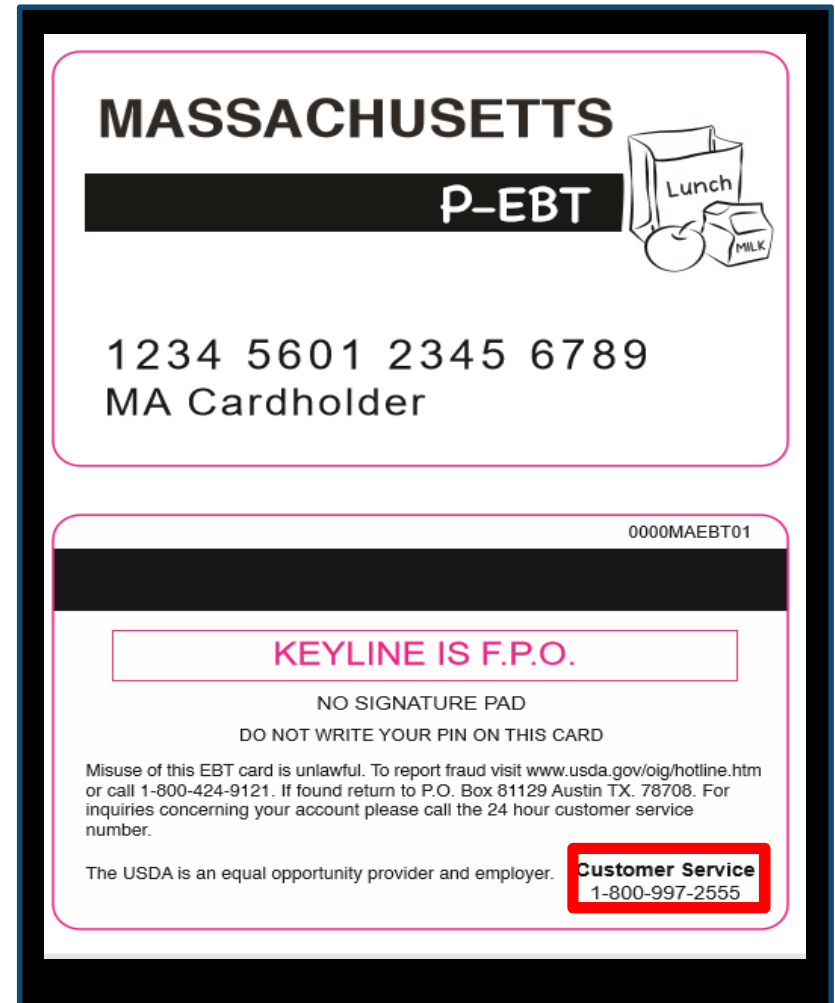 MASSACHUSETTS
P-EBT
Lunch
MILK
1234 5601 2345 6789
MA Cardholder
0000MAEBT01
KEYLINE IS F.P.O.
NO SIGNATURE PAD
DO NOT WRITE YOUR PIN ON THIS CARD
Misuse of this EBT card is unlawful. To report fraud visit www.usda.gov/oig/hotline.htm
or call 1-800-424-9121. If found return to P.O. Box 81129 Austin TX. 78708. For
inquiries concerning your account please call the 24 hour customer service
number.
The USDA is an equal opportunity provider and employer.
Customer Service
1-800-997-2555